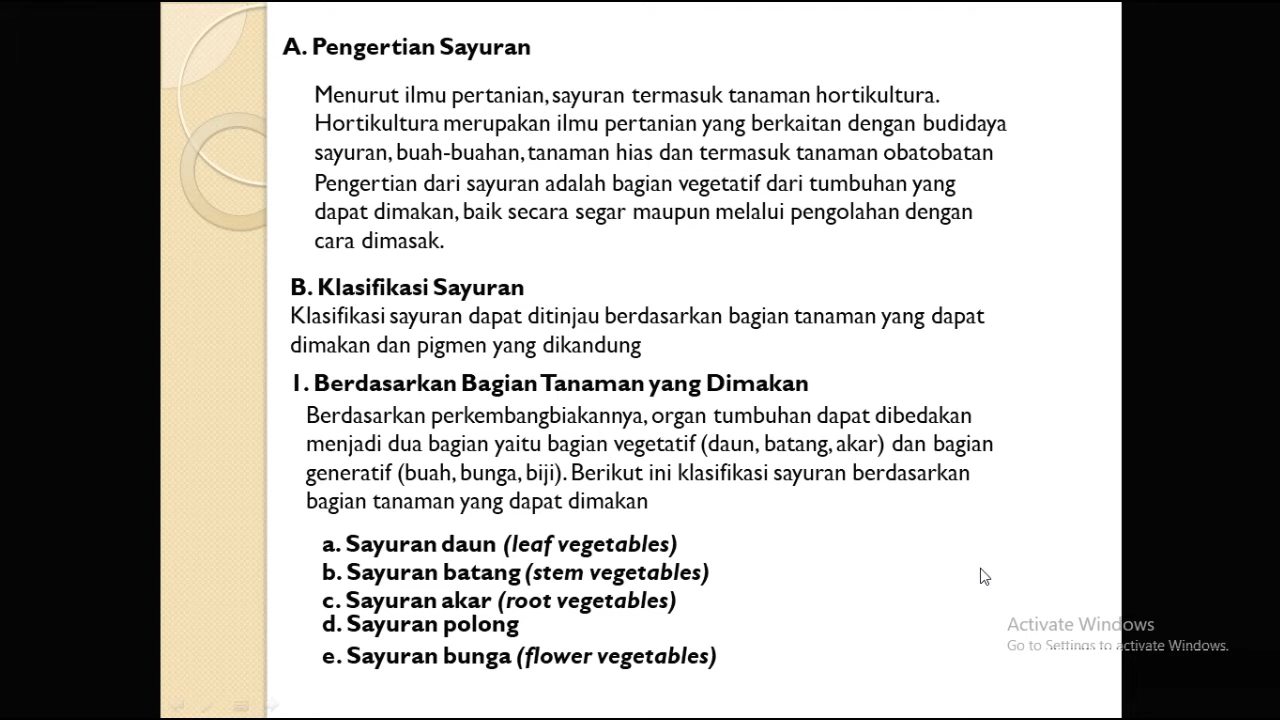 A. Pengertian Sayuran
Menurut ilmu pertanian, sayuran termasuk tanaman hortikultura.
Hortikultura merupakan ilmu pertanian yang berkaitan dengan budidaya
sayuran, buah-buahan, tanaman hias dan termasuk tanaman obatobatan
Pengertian dari sayuran adalah bagian vegetatif dari tumbuhan yang
dapat dimakan, baik secara segar maupun melalui pengolahan dengan
cara dimasak.
B. Klasifikasi Sayuran
Klasifikasi sayuran dapat ditinjau berdasarkan bagian tanaman yang dapat
dimakan dan pigmen yang dikandung
1. Berdasarkan Bagian Tanaman yang Dimakan
Berdasarkan perkembangbiakannya, organ tumbuhan dapat dibedakan
menjadi dua bagian yaitu bagian vegetatif (daun, batang, akar) dan bagian
generatif (buah, bunga, biji). Berikut ini klasifikasi sayuran berdasarkan
bagian tanaman yang dapat dimakan
a. Sayuran daun (leaf vegetables)
b. Sayuran batang (stem vegetables)
c. Sayuran akar (root vegetables)
d. Sayuran polong
e. Sayuran bunga (flower vegetables)
Activate Windows
Go to Settings to activate Windows.